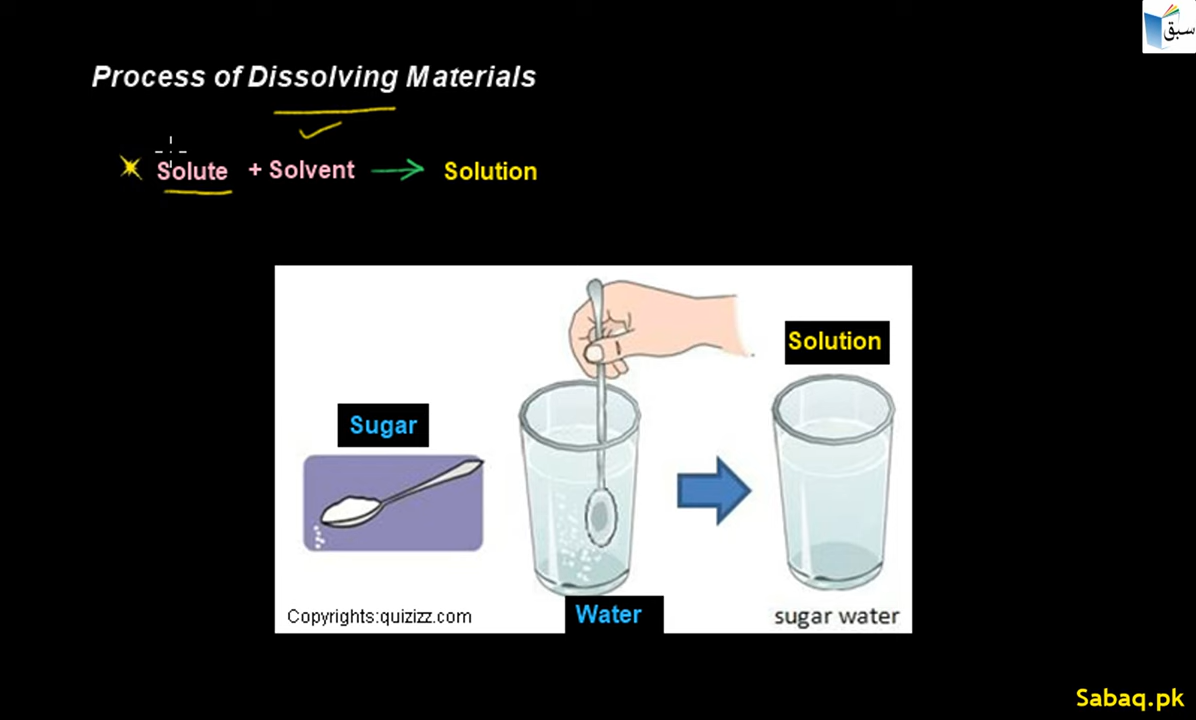 سبق
Process of Dissolving Materials
Solute + Solvent → Solution
Solution
Sugar
Copyrights:quizizz.com
Water
sugar water
Sabaq.pk